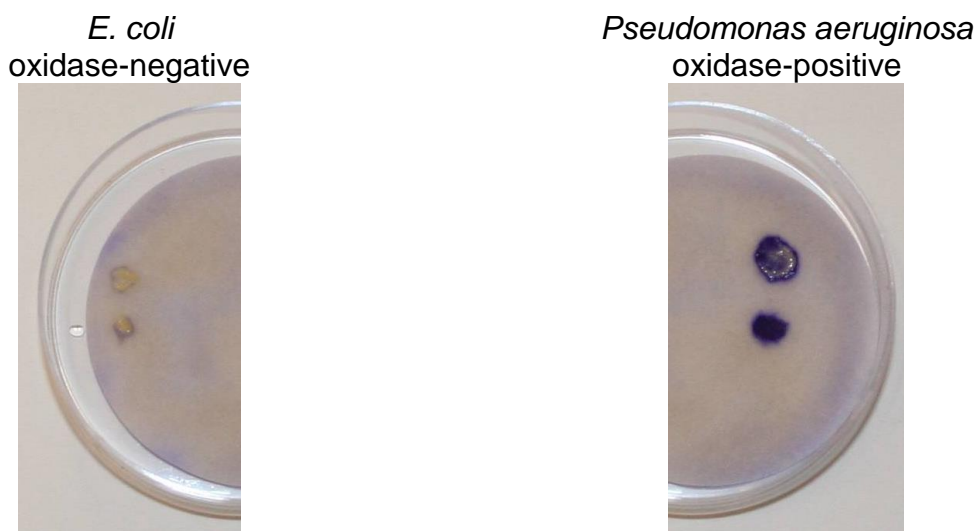 E. coli
oxidase-negative
Pseudomonas aeruginosa
oxidase-positive